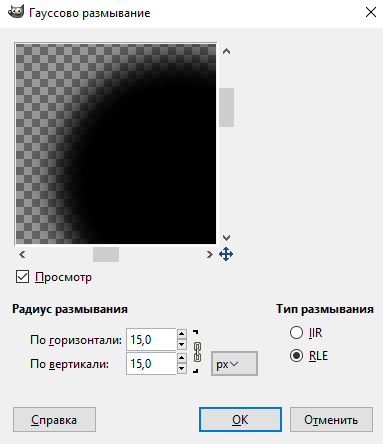 Гауссово размывание
Просмотр
Радиус размывания
Тип размывания
По горизонтали: 15,0
IIR
По вертикали: 15,0 px
RLE
Справка
OK
Отменить